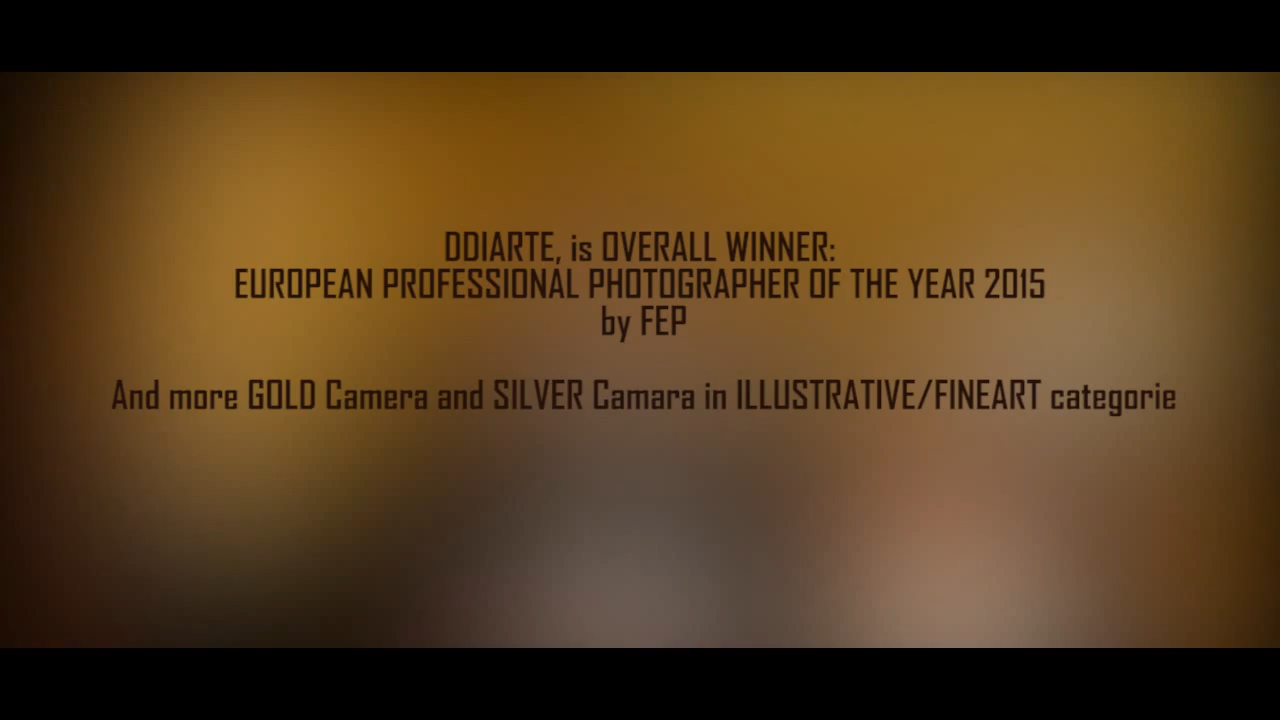 DDIARTE, is OVERALL WINNER:
EUROPEAN PROFESSIONAL PHOTOGRAPHER OF THE YEAR 2015
by FEP
And more GOLD Camera and SILVER Camara in ILLUSTRATIVE/FINEART categorie